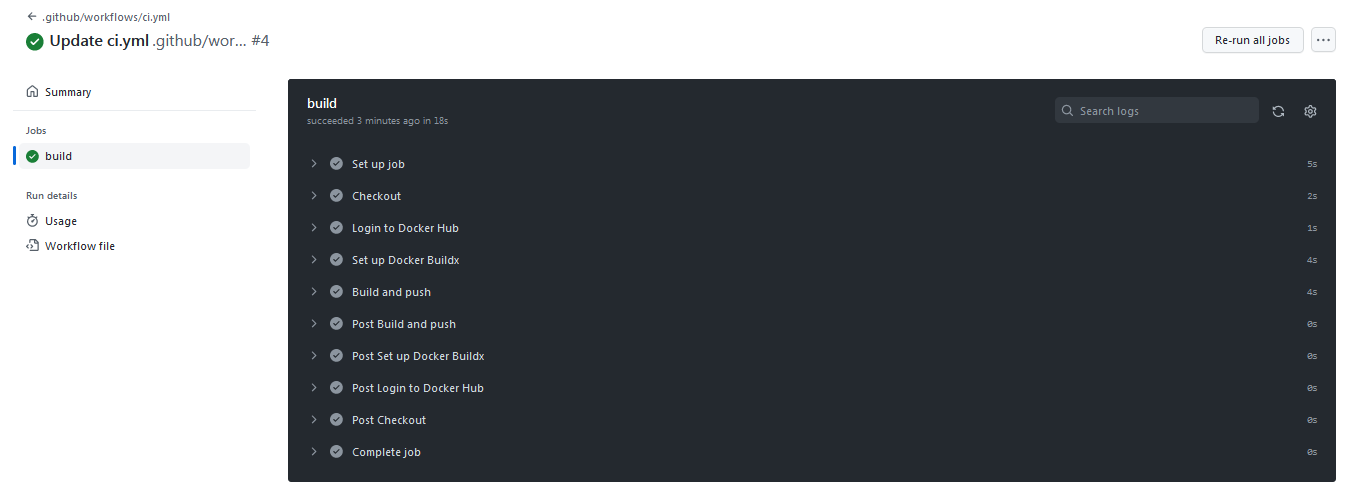 .github/workflows/ci.yml
Update ci.yml .github/wor... #4
Re-run all jobs
Summary
Jobs
build
Run details
Usage
Workflow file
build
succeeded 3 minutes ago in 18s
Search logs
Set up job 5s
Checkout 2s
Login to Docker Hub 1s
Set up Docker Buildx 4s
Build and push 4s
Post Build and push 0s
Post Set up Docker Buildx 0s
Post Login to Docker Hub 0s
Post Checkout 0s
Complete job 0s